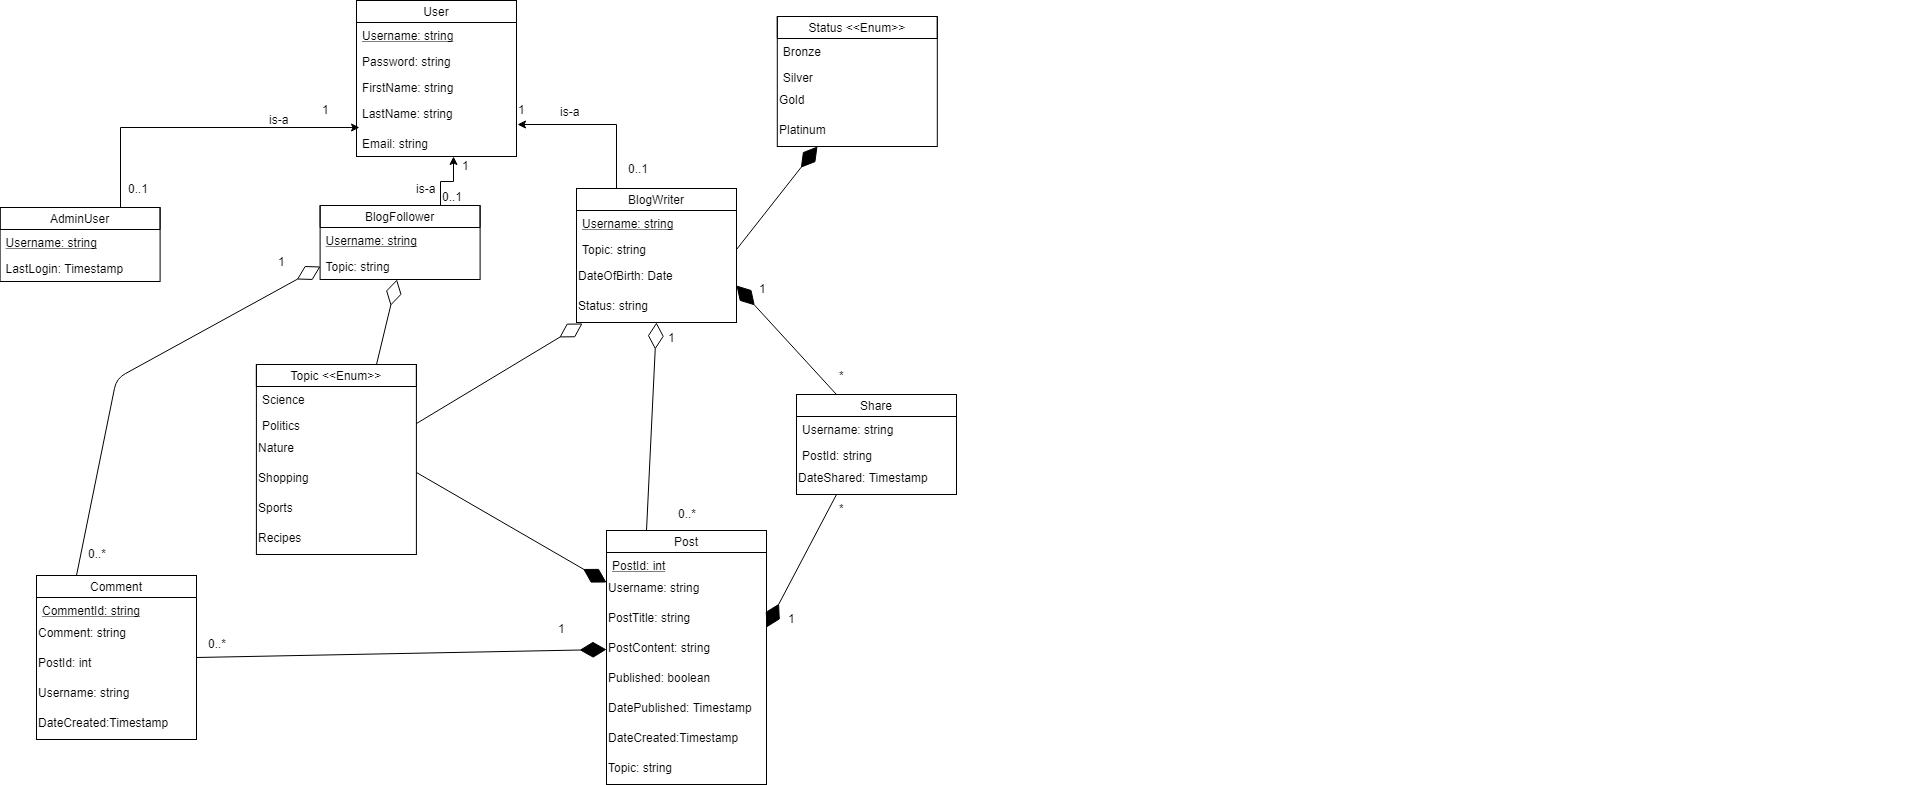 User
Username: string
Password: string
FirstName: string
LastName: string
Email: string
Status <<Enum>>
Bronze
Silver
Gold
Platinum
1
is-a
0..1
1
is-a
0..1
1
is-a
0..1
AdminUser
Username: string
LastLogin: Timestamp
BlogFollower
Username: string
Topic: string
BlogWriter
Username: string
Topic: string
DateOfBirth: Date
Status: string
1
1
1
*
Topic <<Enum>>
Science
Politics
Nature
Shopping
Sports
Recipes
Share
Username: string
PostId: string
DateShared: Timestamp
*
0..*
0..*
Comment
CommentId: string
Comment: string
PostId: int
Username: string
DateCreated:Timestamp
0..*
1
1
Post
PostId: int
Username: string
PostTitle: string
PostContent: string
Published: boolean
DatePublished: Timestamp
DateCreated:Timestamp
Topic: string